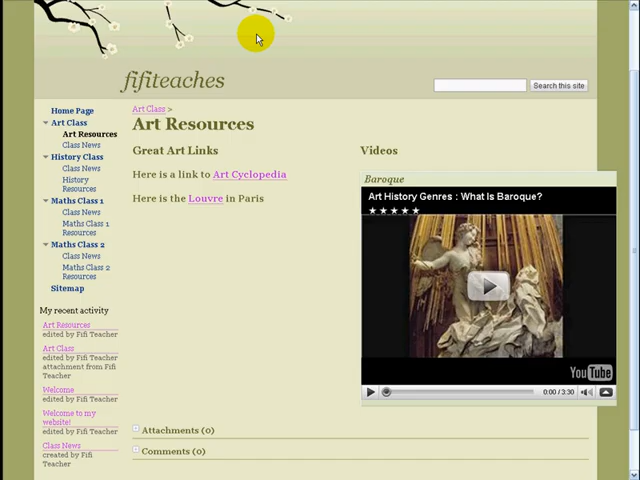 fifiteaches
Search this site
Home Page
Art Class
Art Resources
Class News
History Class
Class News
History
Resources
Maths Class 1
Class News
Maths Class 1
Resources
Maths Class 2
Class News
Maths Class 2
Resources
Sitemap
My recent activity
Art Resources
edited by Fifi Teacher
Art Class
edited by Fifi Teacher
attachment from Fifi
Teacher
Welcome
edited by Fifi Teacher
Welcome to my
website!
edited by Fifi Teacher
Class News
created by Fifi
Teacher
Art Class >
Art Resources
Great Art Links
Here is a link to Art Cyclopedia
Here is the Louvre in Paris
Videos
Baroque
Art History Genres : What Is Baroque?
YouTube
0:00 / 3:30
Attachments (0)
Comments (0)